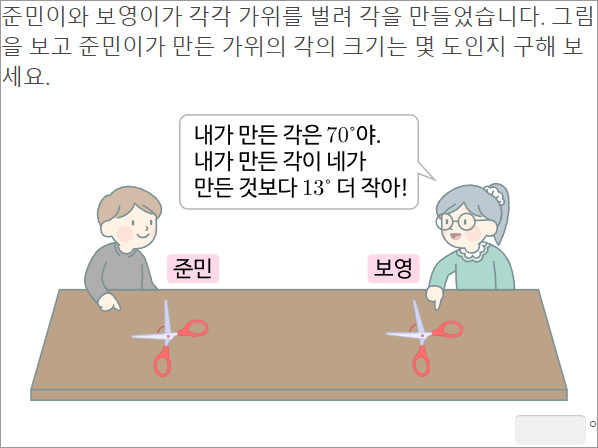 준민이와 보영이가 각각 가위를 벌려 각을 만들었습니다. 그림
을 보고 준민이가 만든 가위의 각의 크기는 몇 도인지 구해 보
세요.
내가 만든 각은 70°야.
내가 만든 각이 네가
만든 것보다 13° 더 작아!
준민
보영
°